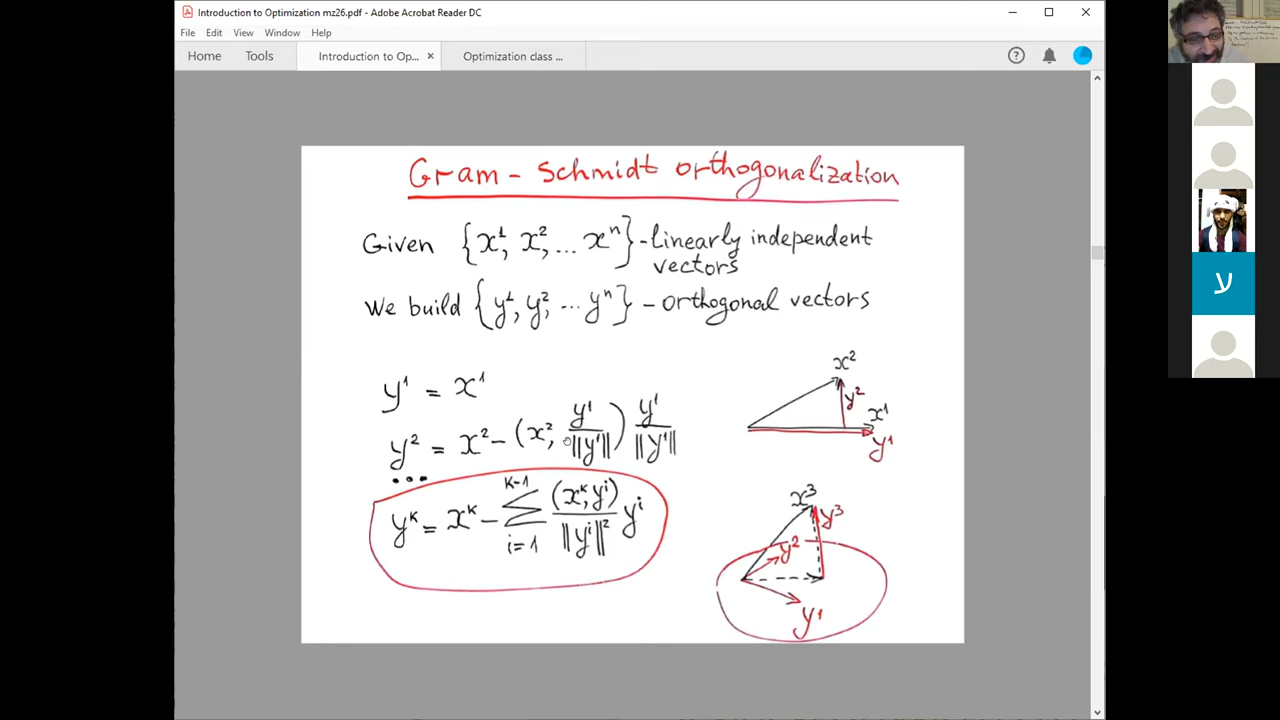 Introduction to Optimization mz26.pdf - Adobe Acrobat Reader DC
File Edit View Window Help
Home Tools Introduction to Op... × Optimization class ...
Gram - Schmidt orthogonalization
Given {x¹, x², ... xⁿ} - linearly independent
vectors
We build {y¹, y², ... yⁿ} - orthogonal vectors
y¹ = x¹
y² = x² - (x², y¹/‖y¹‖) y¹/‖y¹‖
...
yᵏ = xᵏ - ∑_{i=1}^{k-1} (xᵏ, yⁱ)/‖yⁱ‖² yⁱ
x²
y²
x¹
y¹
x³
y³
y²
y¹
ע